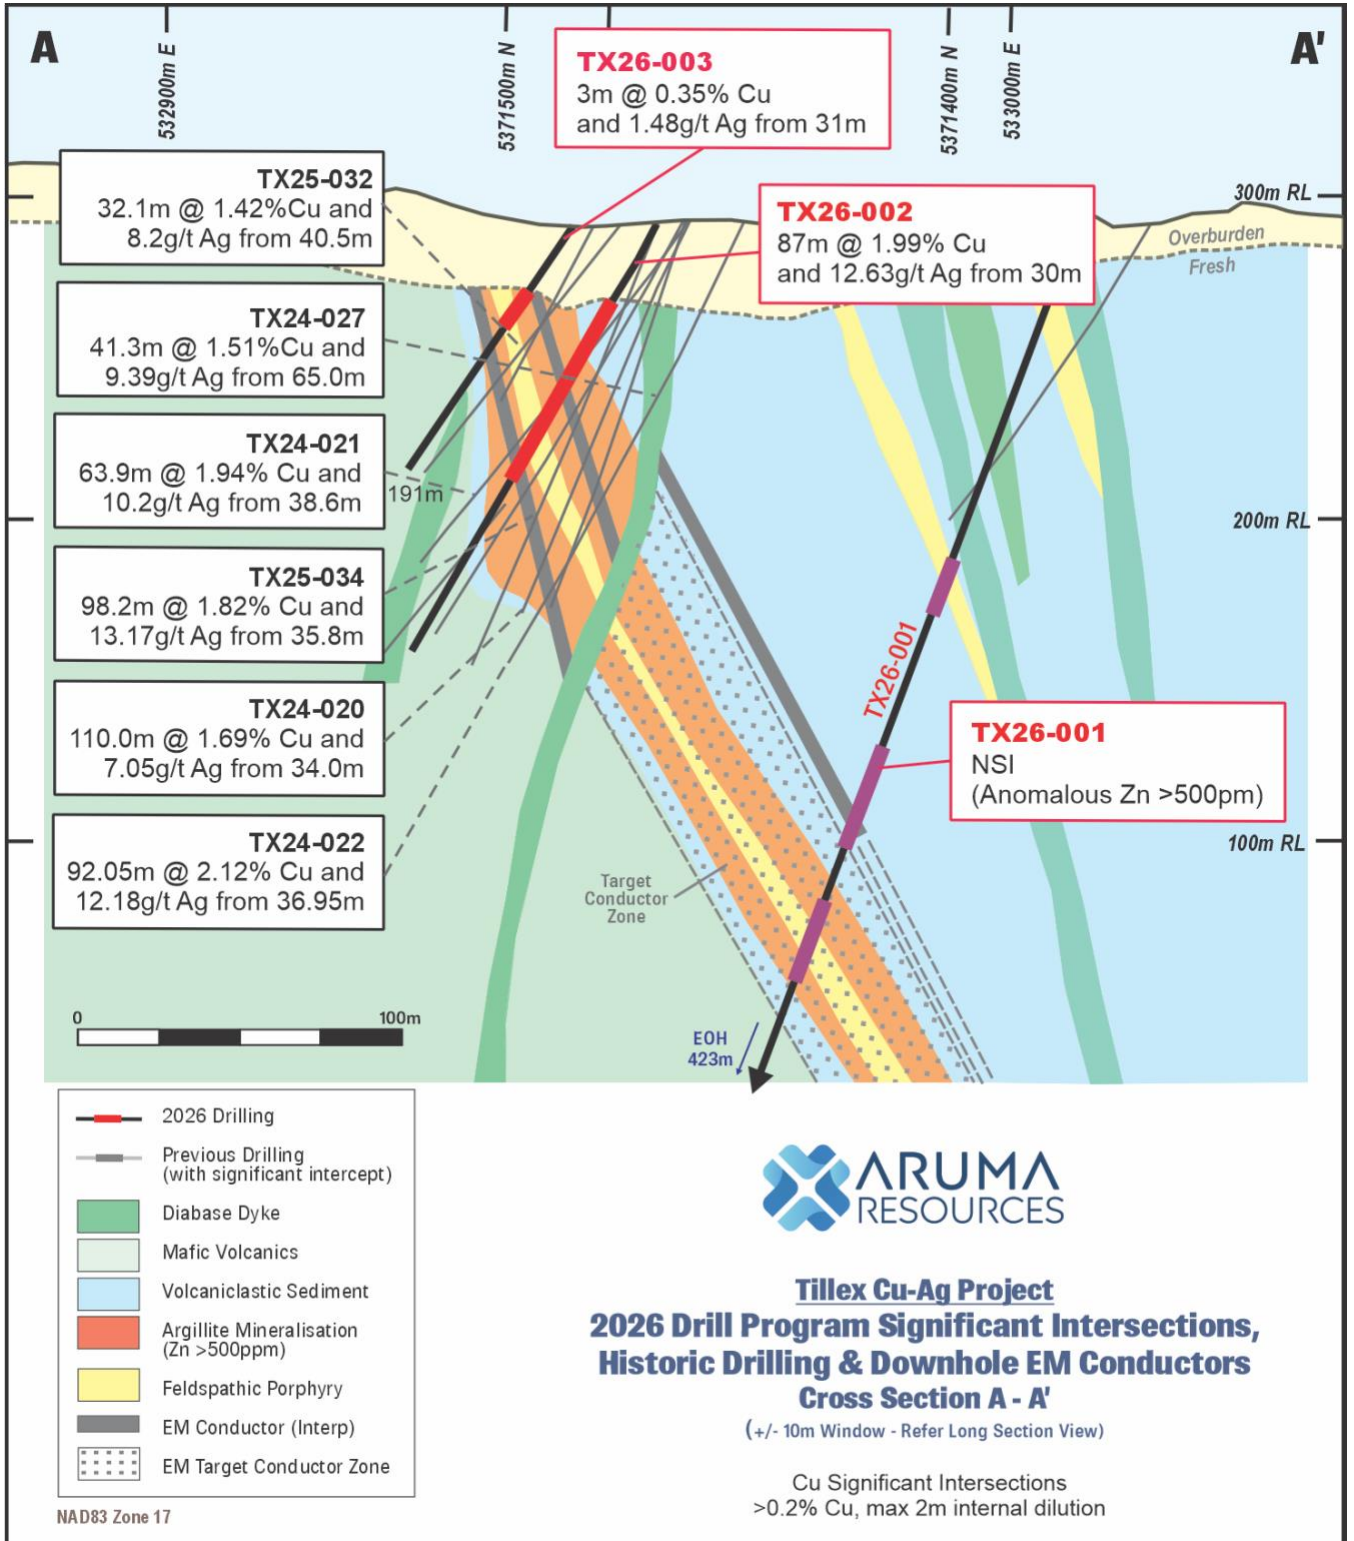 A
A'
532900m E
5371500m N
5371400m N
533000m E
TX26-003
3m @ 0.35% Cu
and 1.48g/t Ag from 31m
TX25-032
32.1m @ 1.42%Cu and
8.2g/t Ag from 40.5m
TX26-002
87m @ 1.99% Cu
and 12.63g/t Ag from 30m
300m RL
Overburden
Fresh
TX24-027
41.3m @ 1.51%Cu and
9.39g/t Ag from 65.0m
TX24-021
63.9m @ 1.94% Cu and
10.2g/t Ag from 38.6m
191m
200m RL
TX25-034
98.2m @ 1.82% Cu and
13.17g/t Ag from 35.8m
TX26-001
TX24-020
110.0m @ 1.69% Cu and
7.05g/t Ag from 34.0m
TX26-001
NSI
(Anomalous Zn >500pm)
TX24-022
92.05m @ 2.12% Cu and
12.18g/t Ag from 36.95m
100m RL
Target
Conductor
Zone
0 100m
EOH
423m
2026 Drilling
Previous Drilling
(with significant intercept)
Diabase Dyke
Mafic Volcanics
Volcaniclastic Sediment
Argillite Mineralisation
(Zn >500ppm)
Feldspathic Porphyry
EM Conductor (Interp)
EM Target Conductor Zone
NAD83 Zone 17
ARUMA
RESOURCES
Tillex Cu-Ag Project
2026 Drill Program Significant Intersections,
Historic Drilling & Downhole EM Conductors
Cross Section A - A'
(+/- 10m Window - Refer Long Section View)
Cu Significant Intersections
>0.2% Cu, max 2m internal dilution